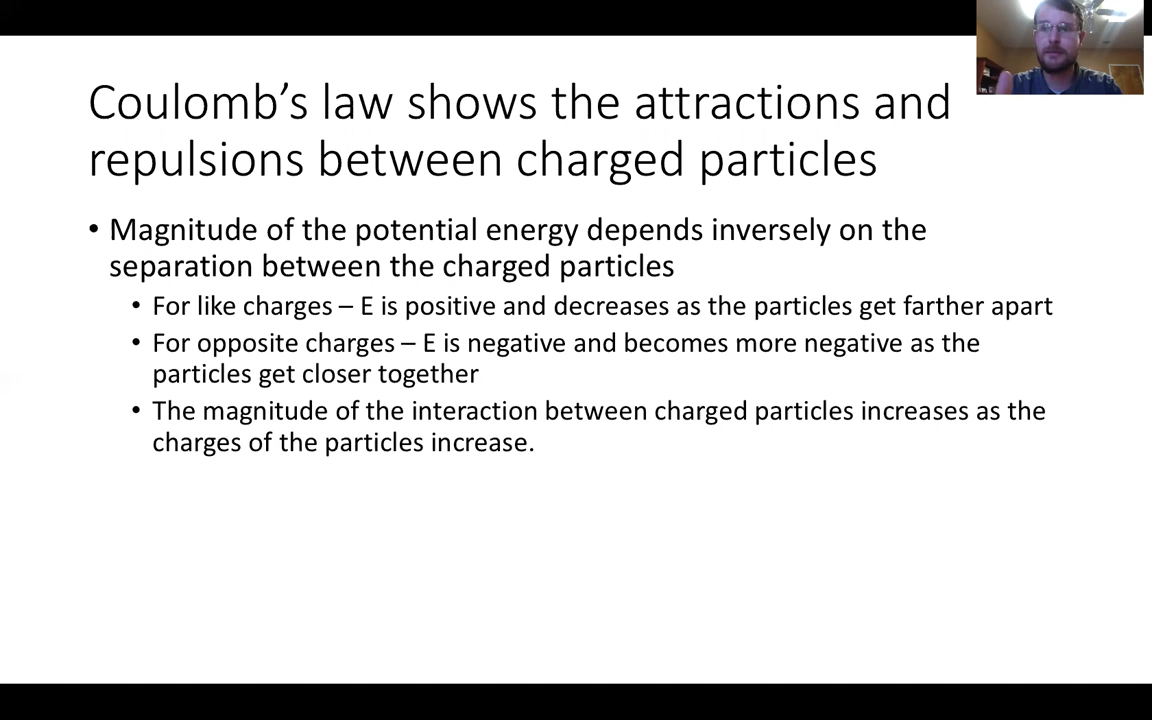 Coulomb’s law shows the attractions and
repulsions between charged particles
• Magnitude of the potential energy depends inversely on the
separation between the charged particles
• For like charges – E is positive and decreases as the particles get farther apart
• For opposite charges – E is negative and becomes more negative as the
particles get closer together
• The magnitude of the interaction between charged particles increases as the
charges of the particles increase.